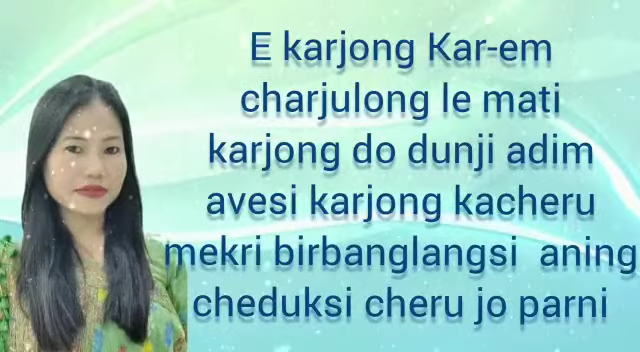 E karjong Kar-em
charjulong le mati
karjong do dunji adim
avesi karjong kacheru
mekri birbanglangsi aning
cheduksi cheru jo parni